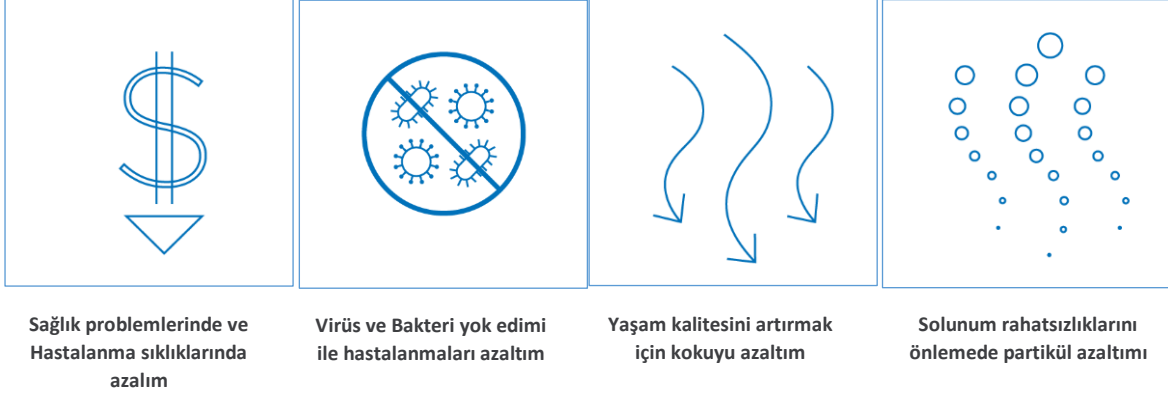 Sağlık problemlerinde ve
Hastalanma sıklıklarında
azalım
Virüs ve Bakteri yok edimi
ile hastalanmaları azaltım
Yaşam kalitesini artırmak
için kokuyu azaltım
Solunum rahatsızlıklarını
önlemede partikül azaltımı